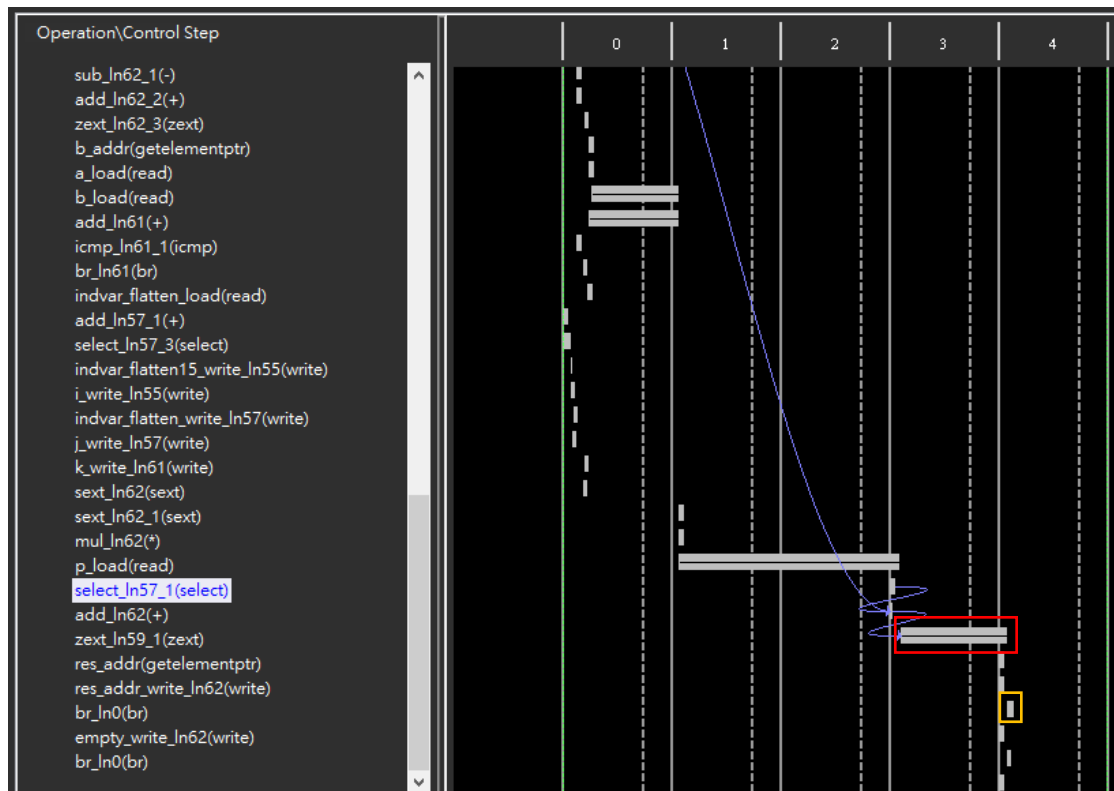 Operation\Control Step
0 1 2 3 4
sub_ln62_1(-)
add_ln62_2(+)
zext_ln62_3(zext)
b_addr(getelementptr)
a_load(read)
b_load(read)
add_ln61(+)
icmp_ln61_1(icmp)
br_ln61(br)
indvar_flatten_load(read)
add_ln57_1(+)
select_ln57_3(select)
indvar_flatten15_write_ln55(write)
i_write_ln55(write)
indvar_flatten_write_ln57(write)
j_write_ln57(write)
k_write_ln61(write)
sext_ln62(sext)
sext_ln62_1(sext)
mul_ln62(*)
p_load(read)
select_ln57_1(select)
add_ln62(+)
zext_ln59_1(zext)
res_addr(getelementptr)
res_addr_write_ln62(write)
br_ln0(br)
empty_write_ln62(write)
br_ln0(br)